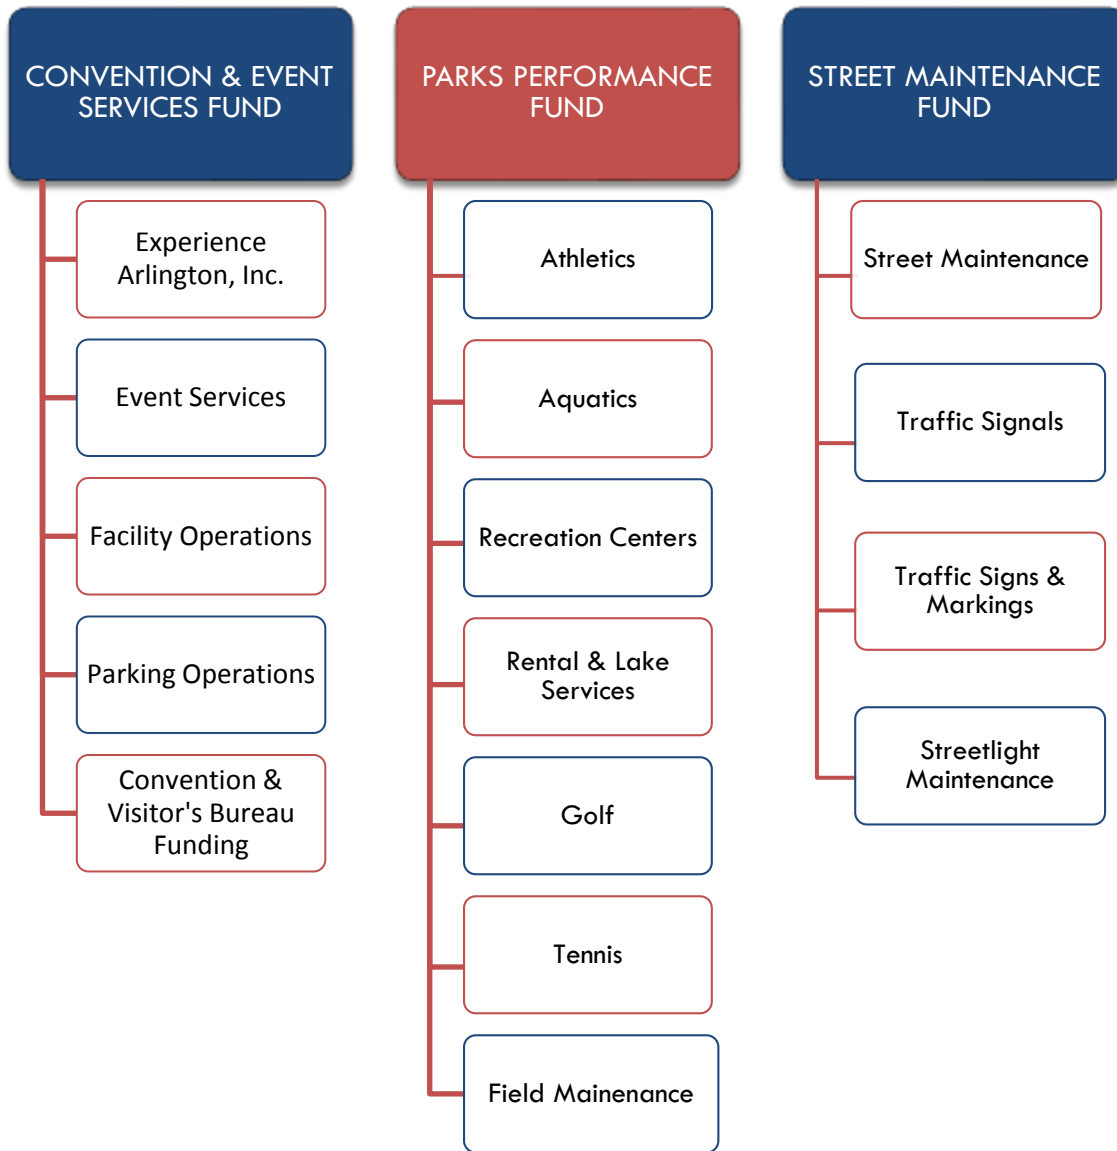 CONVENTION & EVENT
SERVICES FUND
Experience
Arlington, Inc.
Event Services
Facility Operations
Parking Operations
Convention &
Visitor's Bureau
Funding
PARKS PERFORMANCE
FUND
Athletics
Aquatics
Recreation Centers
Rental & Lake
Services
Golf
Tennis
Field Mainenance
STREET MAINTENANCE
FUND
Street Maintenance
Traffic Signals
Traffic Signs &
Markings
Streetlight
Maintenance